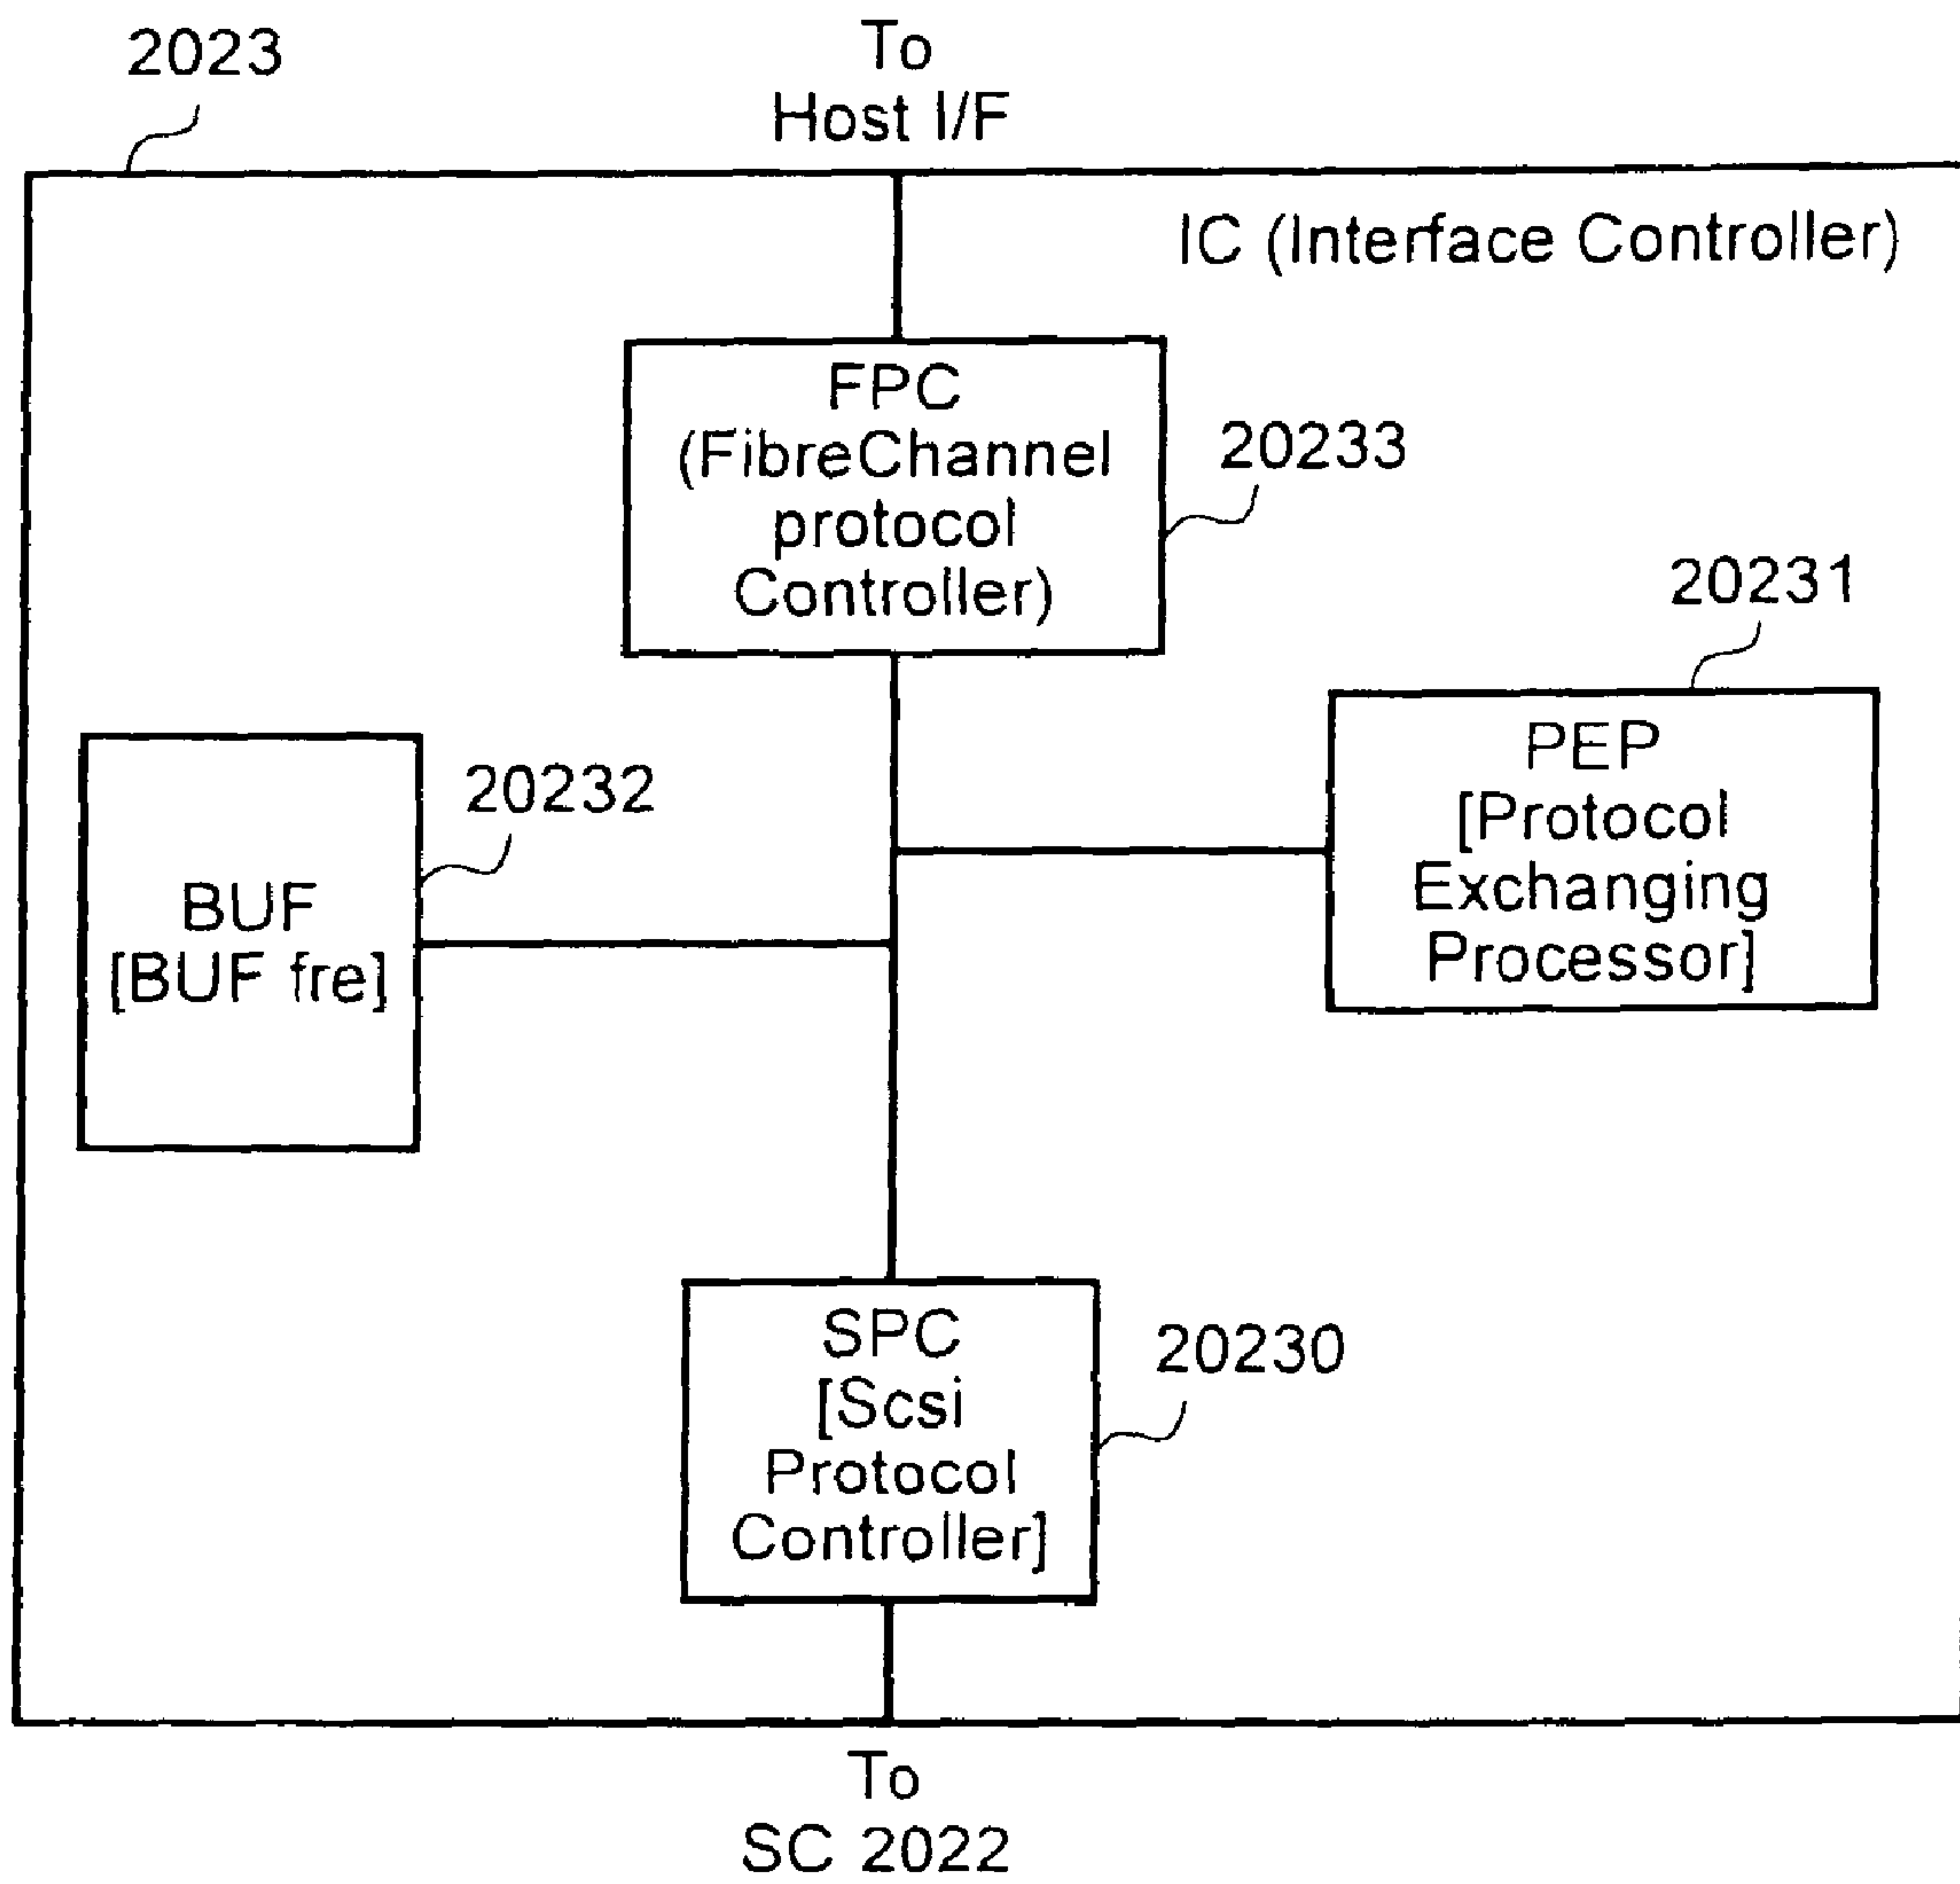 2023
To
Host I/F
IC (Interface Controller)
FPC
(FibreChannel
protocol
Controller)
20233
20231
PEP
[Protocol
Exchanging
Processor]
20232
BUF
[BUF fre]
SPC
[Scsi
Protocol
Controller]
20230
To
SC 2022